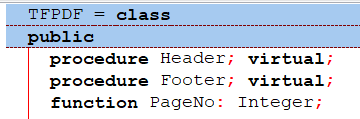 TFPDF = class
public
procedure Header; virtual;
procedure Footer; virtual;
function PageNo: Integer;